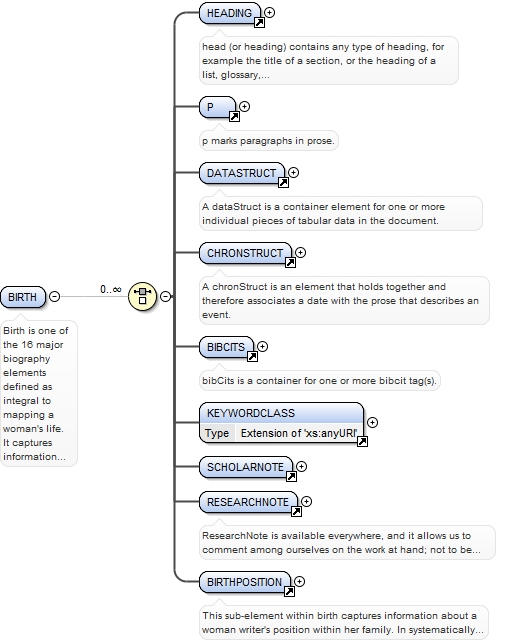 HEADING
head (or heading) contains any type of heading, for
example the title of a section, or the heading of a
list, glossary,...
P
p marks paragraphs in prose.
DATASTRUCT
A dataStruct is a container element for one or more
individual pieces of tabular data in the document.
CHRONSTRUCT
A chronStruct is an element that holds together and
therefore associates a date with the prose that describes an
event.
BIRTH
0..∞
Birth is one of
the 16 major
biography
elements
defined as
integral to
mapping a
woman's life.
It captures
information...
BIBCITS
bibCits is a container for one or more bibcit tag(s).
KEYWORDCLASS
Type Extension of 'xs:anyURI'
SCHOLARNOTE
RESEARCHNOTE
ResearchNote is available everywhere, and it allows us to
comment among ourselves on the work at hand; not to be...
BIRTHPOSITION
This sub-element within birth captures information about a
woman writer's position within her family. In systematically...